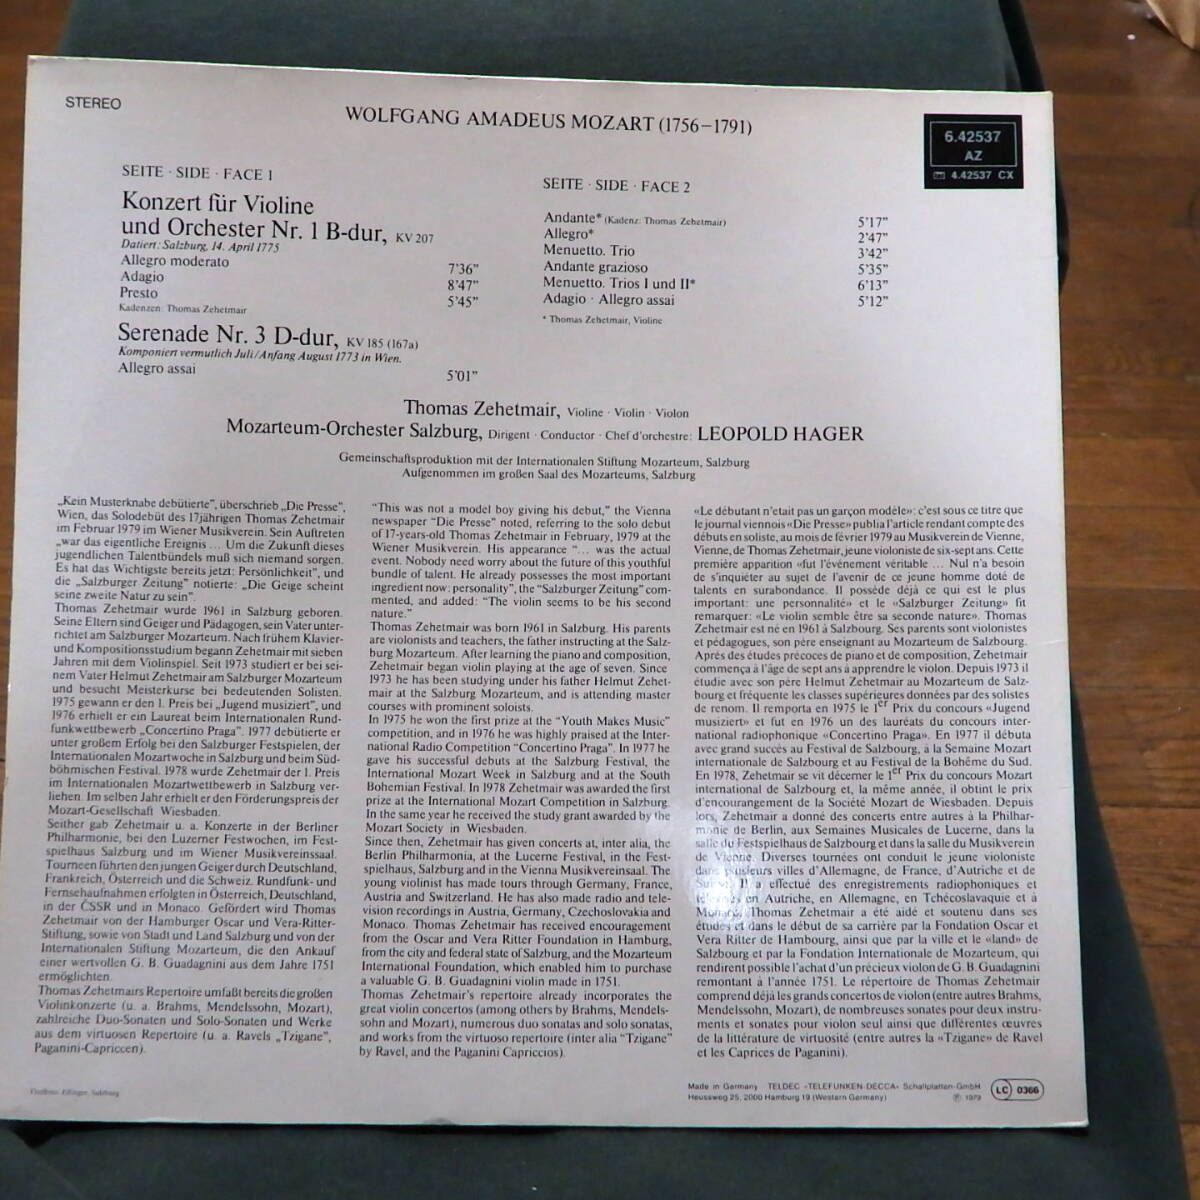 STEREO
WOLFGANG AMADEUS MOZART (1756–1791)
6.42537
AZ
4.42537 CX
SEITE · SIDE · FACE 1
Konzert für Violine
und Orchester Nr. 1 B-dur, KV 207
Datiert: Salzburg, 14. April 1775
Allegro moderato 7'36"
Adagio 8'47"
Presto 5'45"
Kadenzen: Thomas Zehetmair
Serenade Nr. 3 D-dur, KV 185 (167a)
Komponiert vermutlich Juli/Anfang August 1773 in Wien.
Allegro assai 5'01"
SEITE · SIDE · FACE 2
Andante* (Kadenz: Thomas Zehetmair) 5'17"
Allegro* 2'47"
Menuetto. Trio 3'42"
Andante grazioso 5'35"
Menuetto. Trios I und II* 6'13"
Adagio · Allegro assai 5'12"
* Thomas Zehetmair, Violine
Thomas Zehetmair, Violine · Violin · Violon
Mozarteum-Orchester Salzburg, Dirigent · Conductor · Chef d'orchestre: LEOPOLD HAGER
Gemeinschaftsproduktion mit der Internationalen Stiftung Mozarteum, Salzburg
Aufgenommen im großen Saal des Mozarteums, Salzburg
„Kein Musterknabe debütierte", überschrieb „Die Presse",
Wien, das Solodebüt des 17jährigen Thomas Zehetmair
im Februar 1979 im Wiener Musikverein. Sein Auftreten
„war das eigentliche Ereignis ... Um die Zukunft dieses
jugendlichen Talentbündels muß sich niemand sorgen.
Es hat das Wichtigste bereits jetzt: Persönlichkeit", und
die „Salzburger Zeitung" notierte: „Die Geige scheint
seine zweite Natur zu sein".
Thomas Zehetmair wurde 1961 in Salzburg geboren.
Seine Eltern sind Geiger und Pädagogen, sein Vater unter-
richtet am Salzburger Mozarteum. Nach frühem Klavier-
und Kompositionsstudium begann Zehetmair mit sieben
Jahren mit dem Violinspiel. Seit 1973 studiert er bei sei-
nem Vater Helmut Zehetmair am Salzburger Mozarteum
und besucht Meisterkurse bei bedeutenden Solisten.
1975 gewann er den 1. Preis bei „Jugend musiziert", und
1976 erhielt er ein Laureat beim Internationalen Rund-
funkwettbewerb „Concertino Praga". 1977 debütierte er
unter großem Erfolg bei den Salzburger Festspielen, der
Internationalen Mozartwoche in Salzburg und beim Süd-
böhmischen Festival. 1978 wurde Zehetmair der 1. Preis
im Internationalen Mozartwettbewerb in Salzburg ver-
liehen. Im selben Jahr erhielt er den Förderungspreis der
Mozart-Gesellschaft Wiesbaden.
Seither gab Zehetmair u. a. Konzerte in der Berliner
Philharmonie, bei den Luzerner Festwochen, im Fest-
spielhaus Salzburg und im Wiener Musikvereinssaal.
Tourneen führten den jungen Geiger durch Deutschland,
Frankreich, Österreich und die Schweiz. Rundfunk- und
Fernsehaufnahmen erfolgten in Österreich, Deutschland,
in der ČSSR und in Monaco. Gefördert wird Thomas
Zehetmair von der Hamburger Oscar und Vera-Ritter-
Stiftung, sowie von Stadt und Land Salzburg und von der
Internationalen Stiftung Mozarteum, die den Ankauf
einer wertvollen G. B. Guadagnini aus dem Jahre 1751
ermöglichten.
Thomas Zehetmairs Repertoire umfaßt bereits die großen
Violinkonzerte (u. a. Brahms, Mendelssohn, Mozart),
zahlreiche Duo-Sonaten und Solo-Sonaten und Werke
aus dem virtuosen Repertoire (u. a. Ravels „Tzigane",
Paganini-Capriccen).
"This was not a model boy giving his debut," the Vienna
newspaper "Die Presse" noted, referring to the solo debut
of 17-years-old Thomas Zehetmair in February, 1979 at the
Wiener Musikverein. His appearance "... was the actual
event. Nobody need worry about the future of this youthful
bundle of talent. He already possesses the most important
ingredient now: personality", the "Salzburger Zeitung" com-
mented, and added: "The violin seems to be his second
nature."
Thomas Zehetmair was born 1961 in Salzburg. His parents
are violinists and teachers, the father instructing at the Salz-
burg Mozarteum. After learning the piano and composition,
Zehetmair began violin playing at the age of seven. Since
1973 he has been studying under his father Helmut Zehet-
mair at the Salzburg Mozarteum, and is attending master
courses with prominent soloists.
In 1975 he won the first prize at the "Youth Makes Music"
competition, and in 1976 he was highly praised at the Inter-
national Radio Competition "Concertino Praga". In 1977 he
gave his successful debuts at the Salzburg Festival, the
International Mozart Week in Salzburg and at the South
Bohemian Festival. In 1978 Zehetmair was awarded the first
prize at the International Mozart Competition in Salzburg.
In the same year he received the study grant awarded by the
Mozart Society in Wiesbaden.
Since then, Zehetmair has given concerts at, inter alia, the
Berlin Philharmonia, at the Lucerne Festival, in the Fest-
spielhaus, Salzburg and in the Vienna Musikvereinsaal. The
young violinist has made tours through Germany, France,
Austria and Switzerland. He has also made radio and tele-
vision recordings in Austria, Germany, Czechoslovakia and
Monaco. Thomas Zehetmair has received encouragement
from the Oscar and Vera Ritter Foundation in Hamburg,
from the city and federal state of Salzburg, and the Mozarteum
International Foundation, which enabled him to purchase
a valuable G. B. Guadagnini violin made in 1751.
Thomas Zehetmair's repertoire already incorporates the
great violin concertos (among others by Brahms, Mendels-
sohn and Mozart), numerous duo sonatas and solo sonatas,
and works from the virtuoso repertoire (inter alia "Tzigane"
by Ravel, and the Paganini Capriccios).
«Le débutant n'etait pas un garçon modèle»: c'est sous ce titre que
le journal viennois «Die Presse» publia l'article rendant compte des
débuts en soliste, au mois de février 1979 au Musikverein de Vienne,
Vienne, de Thomas Zehetmair, jeune violoniste de six-sept ans. Cette
première apparition «fut l'événement véritable ... Nul n'a besoin
de s'inquiéter au sujet de l'avenir de ce jeune homme doté de
talents en surabondance. Il possède déjà ce qui est le plus
important: une personnalité» et le «Salzburger Zeitung» fit
remarquer: «Le violon semble être sa seconde nature». Thomas
Zehetmair est né en 1961 à Salzbourg. Ses parents sont violonistes
et pédagogues, son père enseignant au Mozarteum de Salzbourg.
Après des études précoces de piano et de composition, Zehetmair
commença à l'âge de sept ans à apprendre le violon. Depuis 1973 il
étudie avec son père Helmut Zehetmair au Mozarteum de Salz-
bourg et fréquente les classes supérieures données par des solistes
de renom. Il remporta en 1975 le 1er Prix du concours «Jugend
musiziert» et fut en 1976 un des lauréats du concours inter-
national radiophonique «Concertino Praga». En 1977 il débuta
avec grand succès au Festival de Salzbourg, à la Semaine Mozart
internationale de Salzbourg et au Festival de la Bohême du Sud.
En 1978, Zehetmair se vit décerner le 1er Prix du concours Mozart
international de Salzbourg et, la même année, il obtint le prix
d'encouragement de la Société Mozart de Wiesbaden. Depuis
lors, Zehetmair a donné des concerts entre autres à la Philhar-
monie de Berlin, aux Semaines Musicales de Lucerne, dans la
salle du Festspielhaus de Salzbourg et dans la salle du Musikverein
de Vienne. Diverses tournées ont conduit le jeune violoniste
dans plusieurs villes d'Allemagne, de France, d'Autriche et de
Suisse. Il a effectué des enregistrements radiophoniques et
en Autriche, en Allemagne, en Tchécoslavaquie et à
Monaco. Thomas Zehetmair a été aidé et soutenu dans ses
études et dans le début de sa carrière par la Fondation Oscar et
Vera Ritter de Hambourg, ainsi que par la ville et le «land» de
Salzbourg et par la Fondation Internationale de Mozarteum, qui
rendirent possible l'achat d'un précieux violon de G. B. Guadagnini
remontant à l'année 1751. Le répertoire de Thomas Zehetmair
comprend déjà les grands concertos de violon (entre autres Brahms,
Mendelssohn, Mozart), de nombreuses sonates pour deux instru-
ments et sonates pour violon seul ainsi que différentes œuvres
de la littérature de virtuosité (entre autres la «Tzigane» de Ravel
et les Caprices de Paganini).
Salzburg
Made in Germany TELDEC »TELEFUNKEN-DECCA« Schallplatten-GmbH
Heussweg 25, 2000 Hamburg 19 (Western Germany) Ⓟ 1979
LC 0366